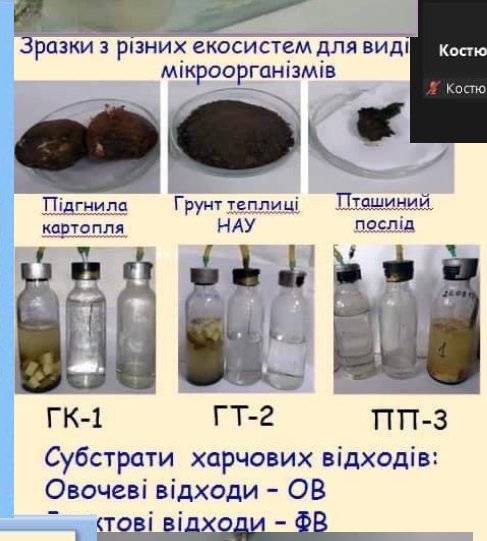 Зразки з різних екосистем для виді
мікроорганізмів
Костю
Костю
Підгнила
картопля
Грунт теплиці
НАУ
Пташиний
послід
1
ГК-1
ГТ-2
ПП-3
Субстрати харчових відходів:
Овочеві відходи – ОВ
відходи – ФВ